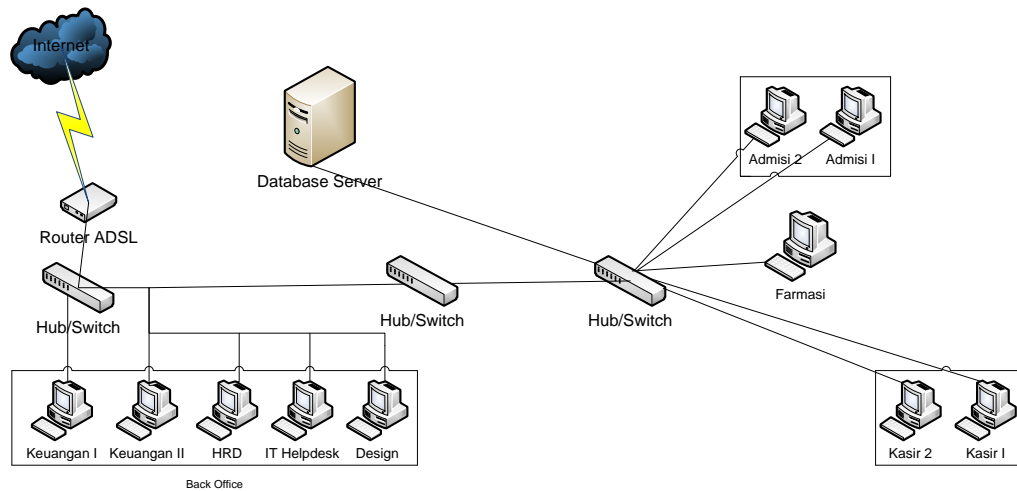 Internet
Database Server
Admisi 2
Admisi I
Router ADSL
Farmasi
Hub/Switch
Hub/Switch
Hub/Switch
Keuangan I
Keuangan II
HRD
IT Helpdesk
Design
Kasir 2
Kasir I
Back Office